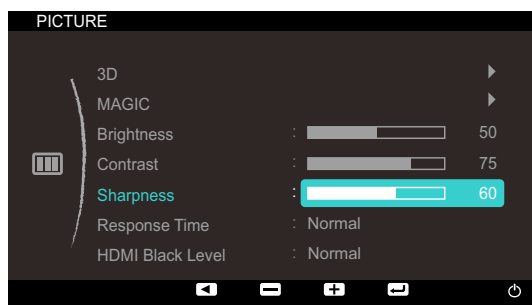 PICTURE
3D
MAGIC
Brightness : 50
Contrast : 75
Sharpness : 60
Response Time : Normal
HDMI Black Level : Normal